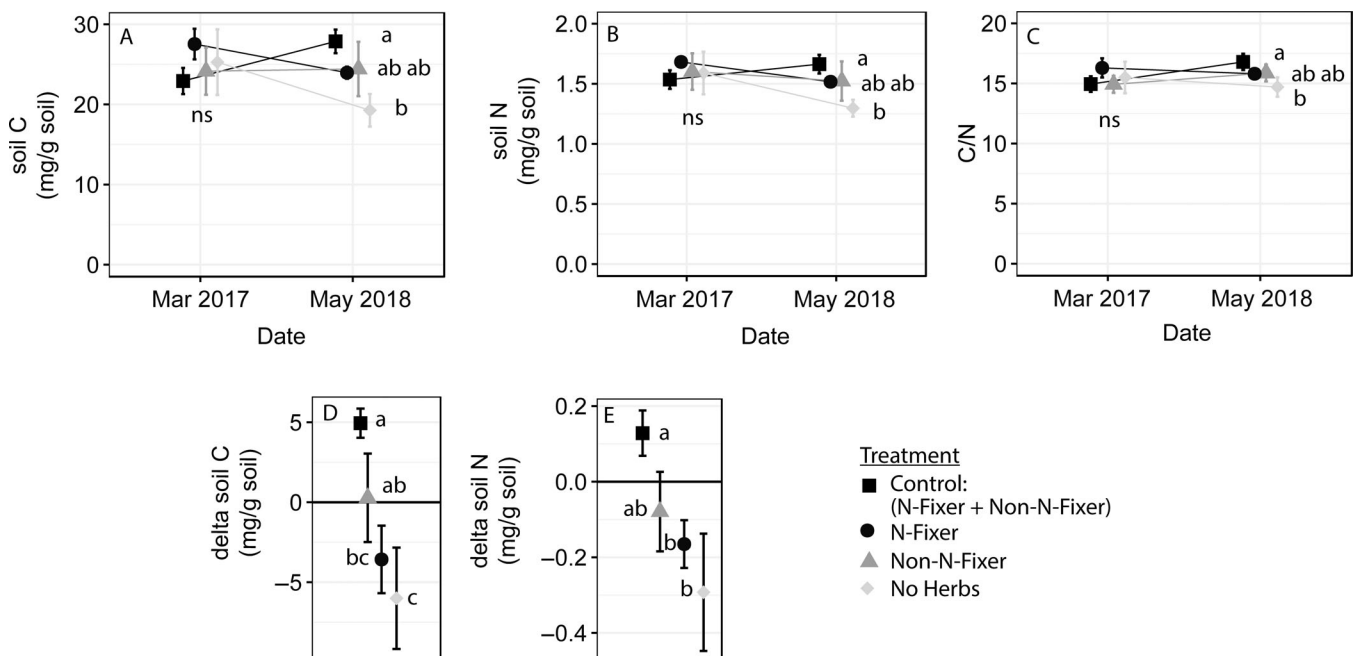 A
30
20
10
0
soil C
(mg/g soil)
a
ab ab
b
ns
Mar 2017
May 2018
Date
B
2.0
1.5
1.0
0.5
0.0
soil N
(mg/g soil)
a
ab ab
b
ns
Mar 2017
May 2018
Date
C
20
15
10
5
0
C/N
a
ab ab
b
ns
Mar 2017
May 2018
Date
D
5
0
−5
delta soil C
(mg/g soil)
a
ab
bc
c
E
0.2
0.0
−0.2
−0.4
delta soil N
(mg/g soil)
a
ab
b
b
Treatment
Control:
(N-Fixer + Non-N-Fixer)
N-Fixer
Non-N-Fixer
No Herbs